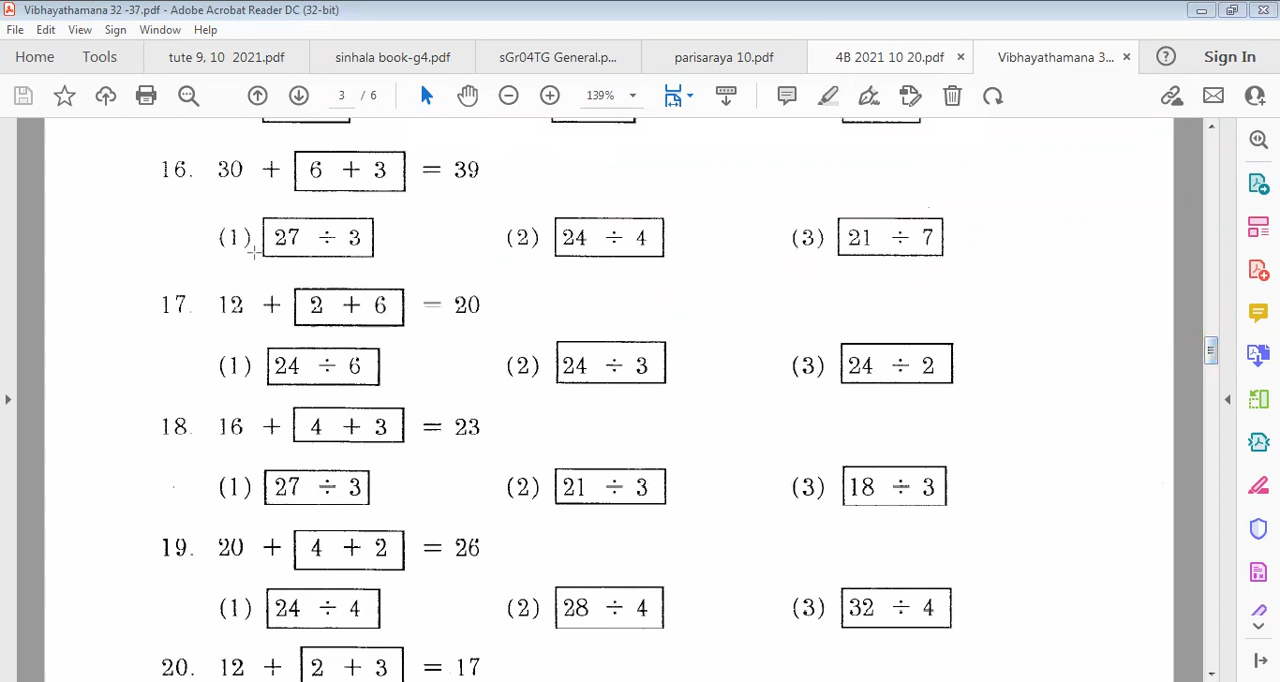 Vibhayathamana 32 -37.pdf - Adobe Acrobat Reader DC (32-bit)
File Edit View Sign Window Help
Home Tools tute 9, 10 2021.pdf sinhala book-g4.pdf sGr04TG General.p... parisaraya 10.pdf 4B 2021 10 20.pdf × Vibhayathamana 3... × Sign In
3 / 6 139%
16. 30 + 6 + 3 = 39
(1) 27 ÷ 3 (2) 24 ÷ 4 (3) 21 ÷ 7
17. 12 + 2 + 6 = 20
(1) 24 ÷ 6 (2) 24 ÷ 3 (3) 24 ÷ 2
18. 16 + 4 + 3 = 23
(1) 27 ÷ 3 (2) 21 ÷ 3 (3) 18 ÷ 3
19. 20 + 4 + 2 = 26
(1) 24 ÷ 4 (2) 28 ÷ 4 (3) 32 ÷ 4
20. 12 + 2 + 3 = 17